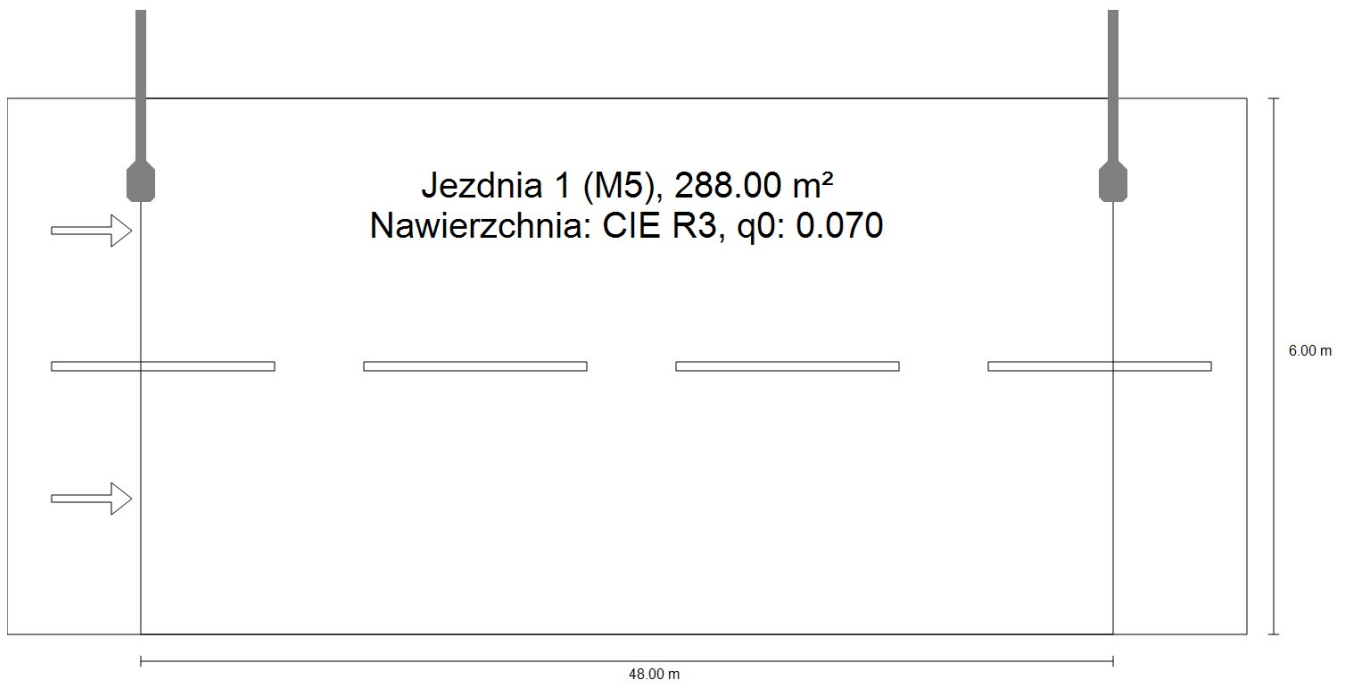 Jezdnia 1 (M5), 288.00 m²
Nawierzchnia: CIE R3, q0: 0.070
6.00 m
48.00 m